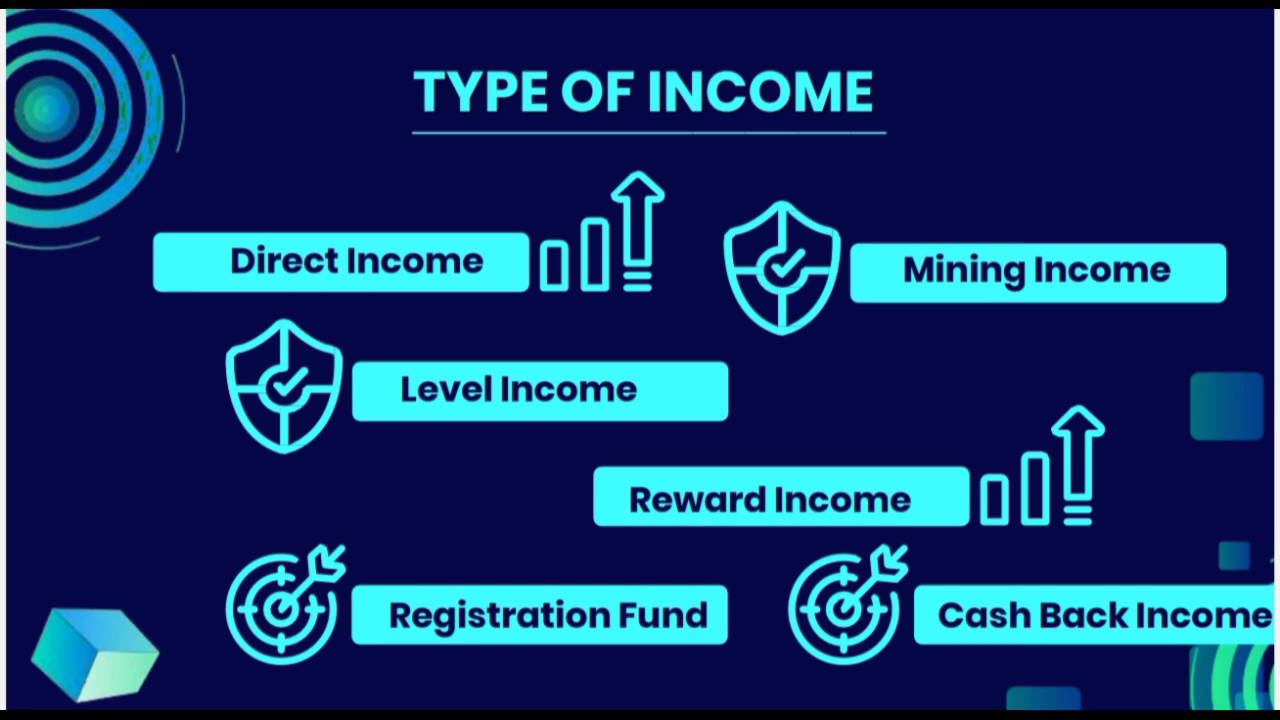 TYPE OF INCOME
Direct Income
Mining Income
Level Income
Reward Income
Registration Fund
Cash Back Income